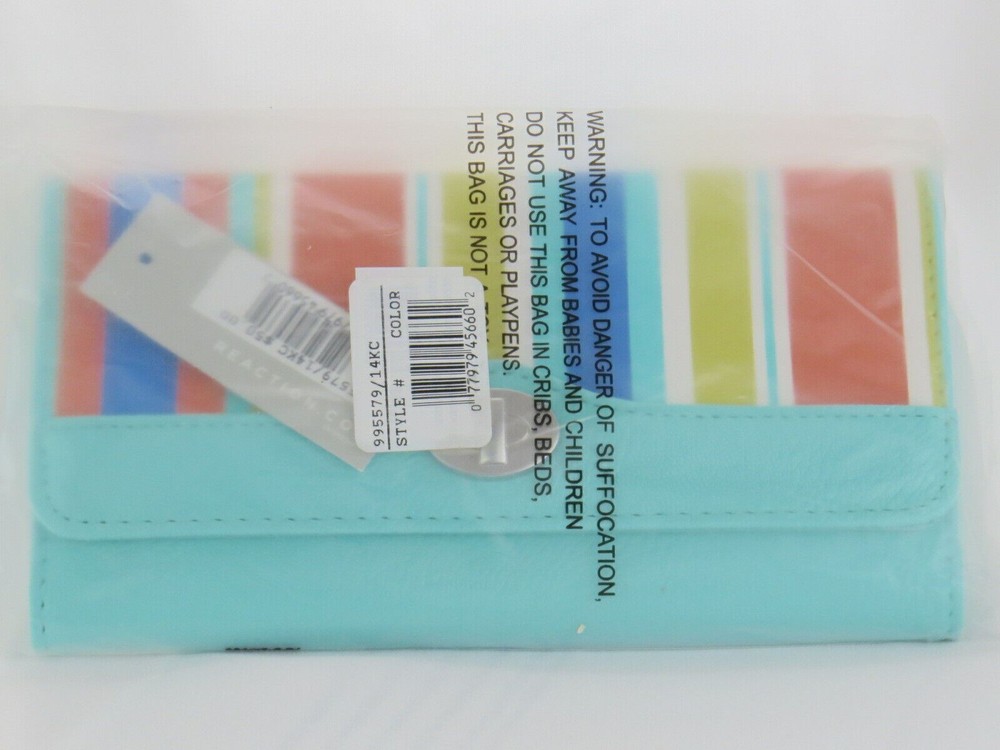 WARNING: TO AVOID DANGER OF SUFFOCATION,
KEEP AWAY FROM BABIES AND CHILDREN
DO NOT USE THIS BAG IN CRIBS, BEDS,
CARRIAGES OR PLAYPENS.
THIS BAG IS NOT A TOY.
0 77979 45660 2
COLOR
STYLE #
995579/14KC